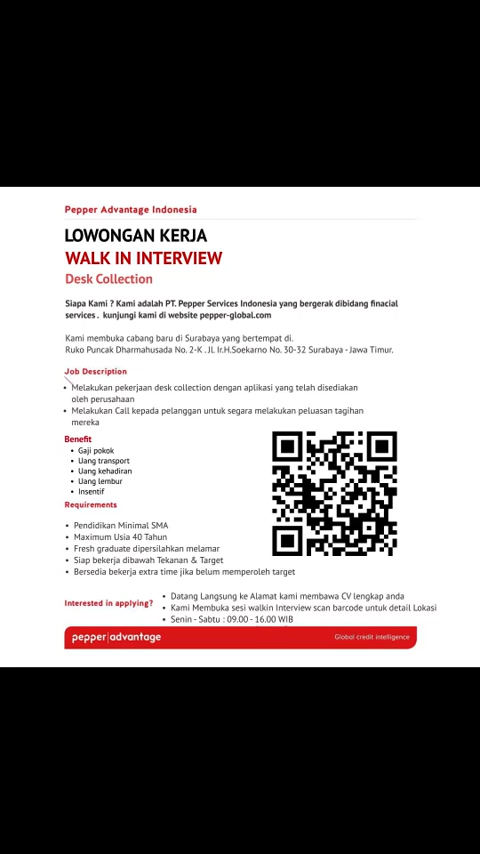 Pepper Advantage Indonesia
LOWONGAN KERJA
WALK IN INTERVIEW
Desk Collection
Siapa Kami ? Kami adalah PT. Pepper Services Indonesia yang bergerak dibidang finacial
services . kunjungi kami di website pepper-global.com
Kami membuka cabang baru di Surabaya yang bertempat di.
Ruko Puncak Dharmahusada No. 2-K . Jl. Ir.H.Soekarno No. 30-32 Surabaya - Jawa Timur.
Job Description
• Melakukan pekerjaan desk collection dengan aplikasi yang telah disediakan
oleh perusahaan
• Melakukan Call kepada pelanggan untuk segara melakukan peluasan tagihan
mereka
Benefit
• Gaji pokok
• Uang transport
• Uang kehadiran
• Uang lembur
• Insentif
Requirements
• Pendidikan Minimal SMA
• Maximum Usia 40 Tahun
• Fresh graduate dipersilahkan melamar
• Siap bekerja dibawah Tekanan & Target
• Bersedia bekerja extra time jika belum memperoleh target
Interested in applying?
• Datang Langsung ke Alamat kami membawa CV lengkap anda
• Kami Membuka sesi walkin Interview scan barcode untuk detail Lokasi
• Senin - Sabtu : 09.00 - 16.00 WIB
pepper|advantage
Global credit intelligence